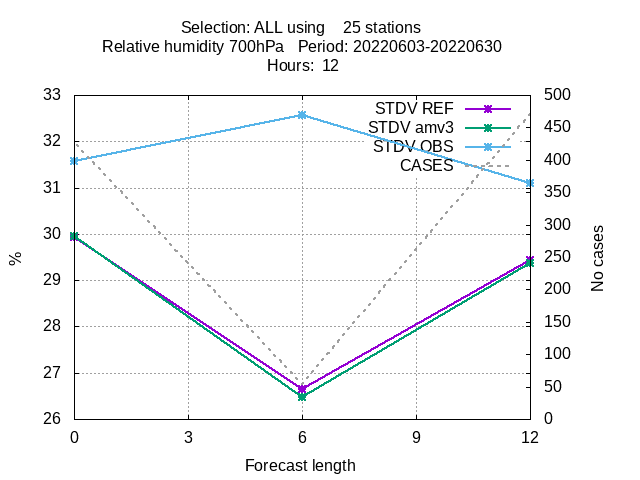 Selection: ALL using    25 stations
Relative humidity 700hPa   Period: 20220603-20220630
Hours:  12
STDV REF
STDV amv3
STDV OBS
CASES
%
33
32
31
30
29
28
27
26
500
450
400
350
300
250
200
150
100
50
0
No cases
0 3 6 9 12
Forecast length